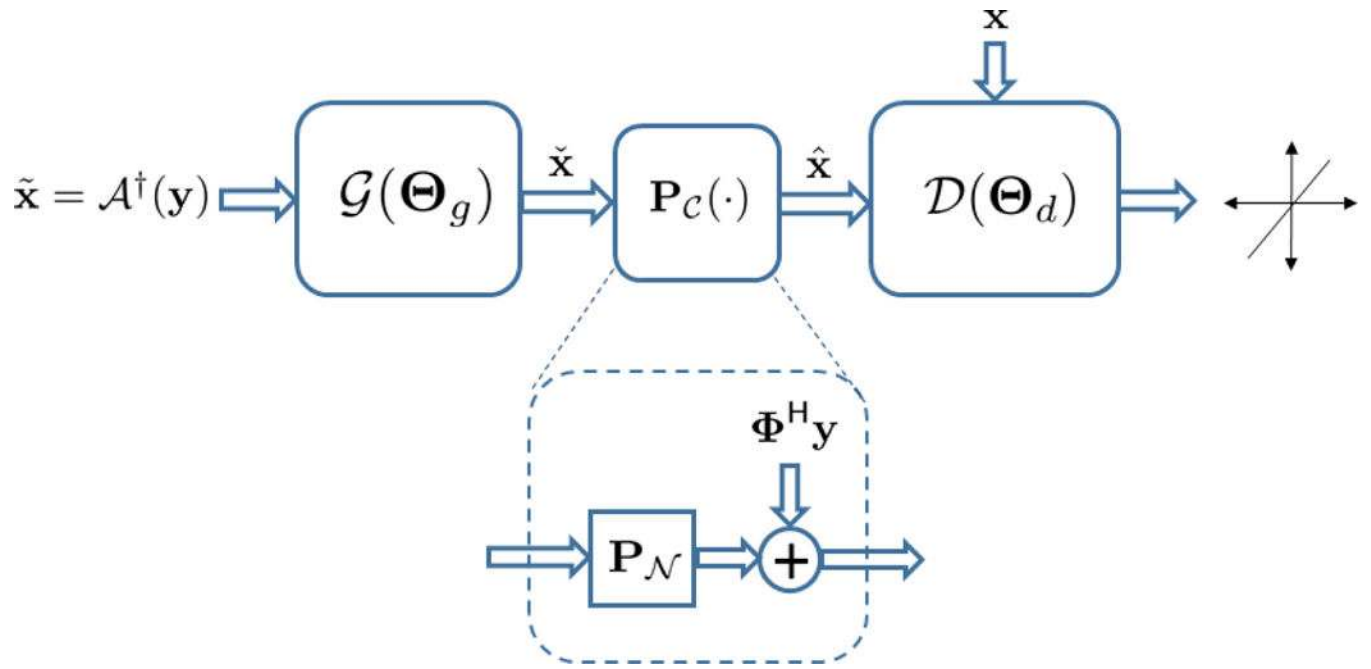 x
x̃ = 𝒜†(y)
𝒢(Θ_g)
x̌
P_𝒞(·)
x̂
𝒟(Θ_d)
Φ^H y
P_𝒩
+